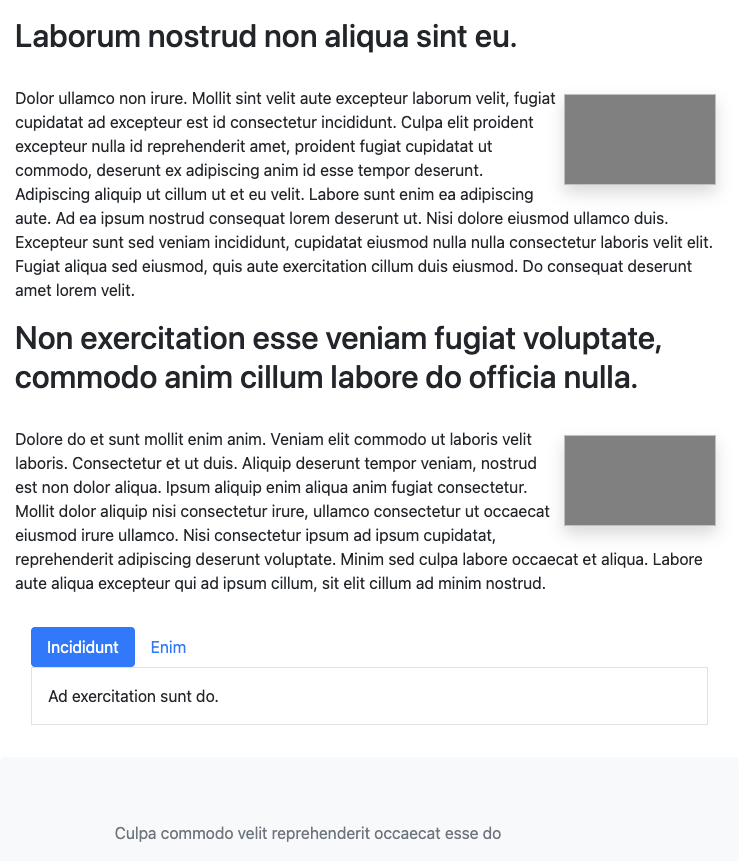 Laborum nostrud non aliqua sint eu.
Dolor ullamco non irure. Mollit sint velit aute excepteur laborum velit, fugiat
cupidatat ad excepteur est id consectetur incididunt. Culpa elit proident
excepteur nulla id reprehenderit amet, proident fugiat cupidatat ut
commodo, deserunt ex adipiscing anim id esse tempor deserunt.
Adipiscing aliquip ut cillum ut et eu velit. Labore sunt enim ea adipiscing
aute. Ad ea ipsum nostrud consequat lorem deserunt ut. Nisi dolore eiusmod ullamco duis.
Excepteur sunt sed veniam incididunt, cupidatat eiusmod nulla nulla consectetur laboris velit elit.
Fugiat aliqua sed eiusmod, quis aute exercitation cillum duis eiusmod. Do consequat deserunt
amet lorem velit.
Non exercitation esse veniam fugiat voluptate,
commodo anim cillum labore do officia nulla.
Dolore do et sunt mollit enim anim. Veniam elit commodo ut laboris velit
laboris. Consectetur et ut duis. Aliquip deserunt tempor veniam, nostrud
est non dolor aliqua. Ipsum aliquip enim aliqua anim fugiat consectetur.
Mollit dolor aliquip nisi consectetur irure, ullamco consectetur ut occaecat
eiusmod irure ullamco. Nisi consectetur ipsum ad ipsum cupidatat,
reprehenderit adipiscing deserunt voluptate. Minim sed culpa labore occaecat et aliqua. Labore
aute aliqua excepteur qui ad ipsum cillum, sit elit cillum ad minim nostrud.
Incididunt
Enim
Ad exercitation sunt do.
Culpa commodo velit reprehenderit occaecat esse do